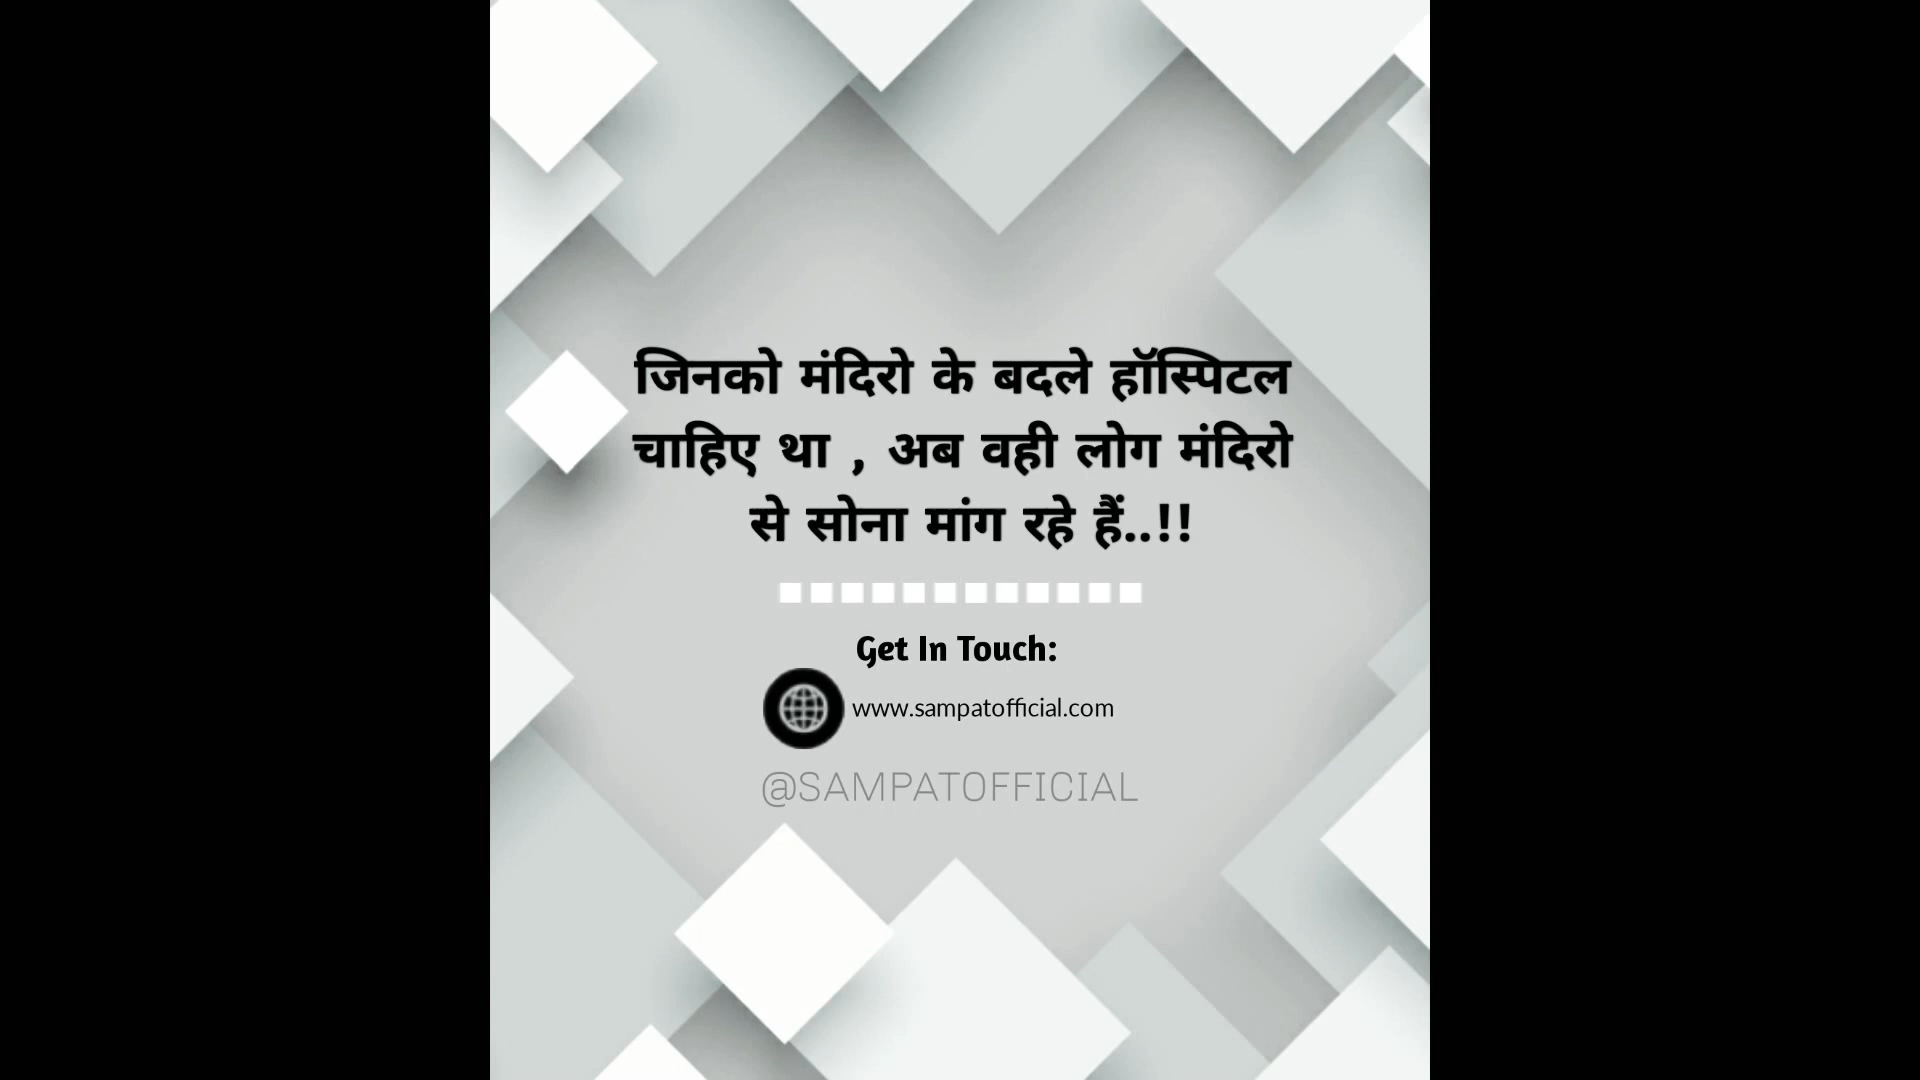 जिनको मंदिरो के बदले हॉस्पिटल
चाहिए था , अब वही लोग मंदिरो
से सोना मांग रहे हैं..!!
Get In Touch:
www.sampatofficial.com
@SAMPATOFFICIAL